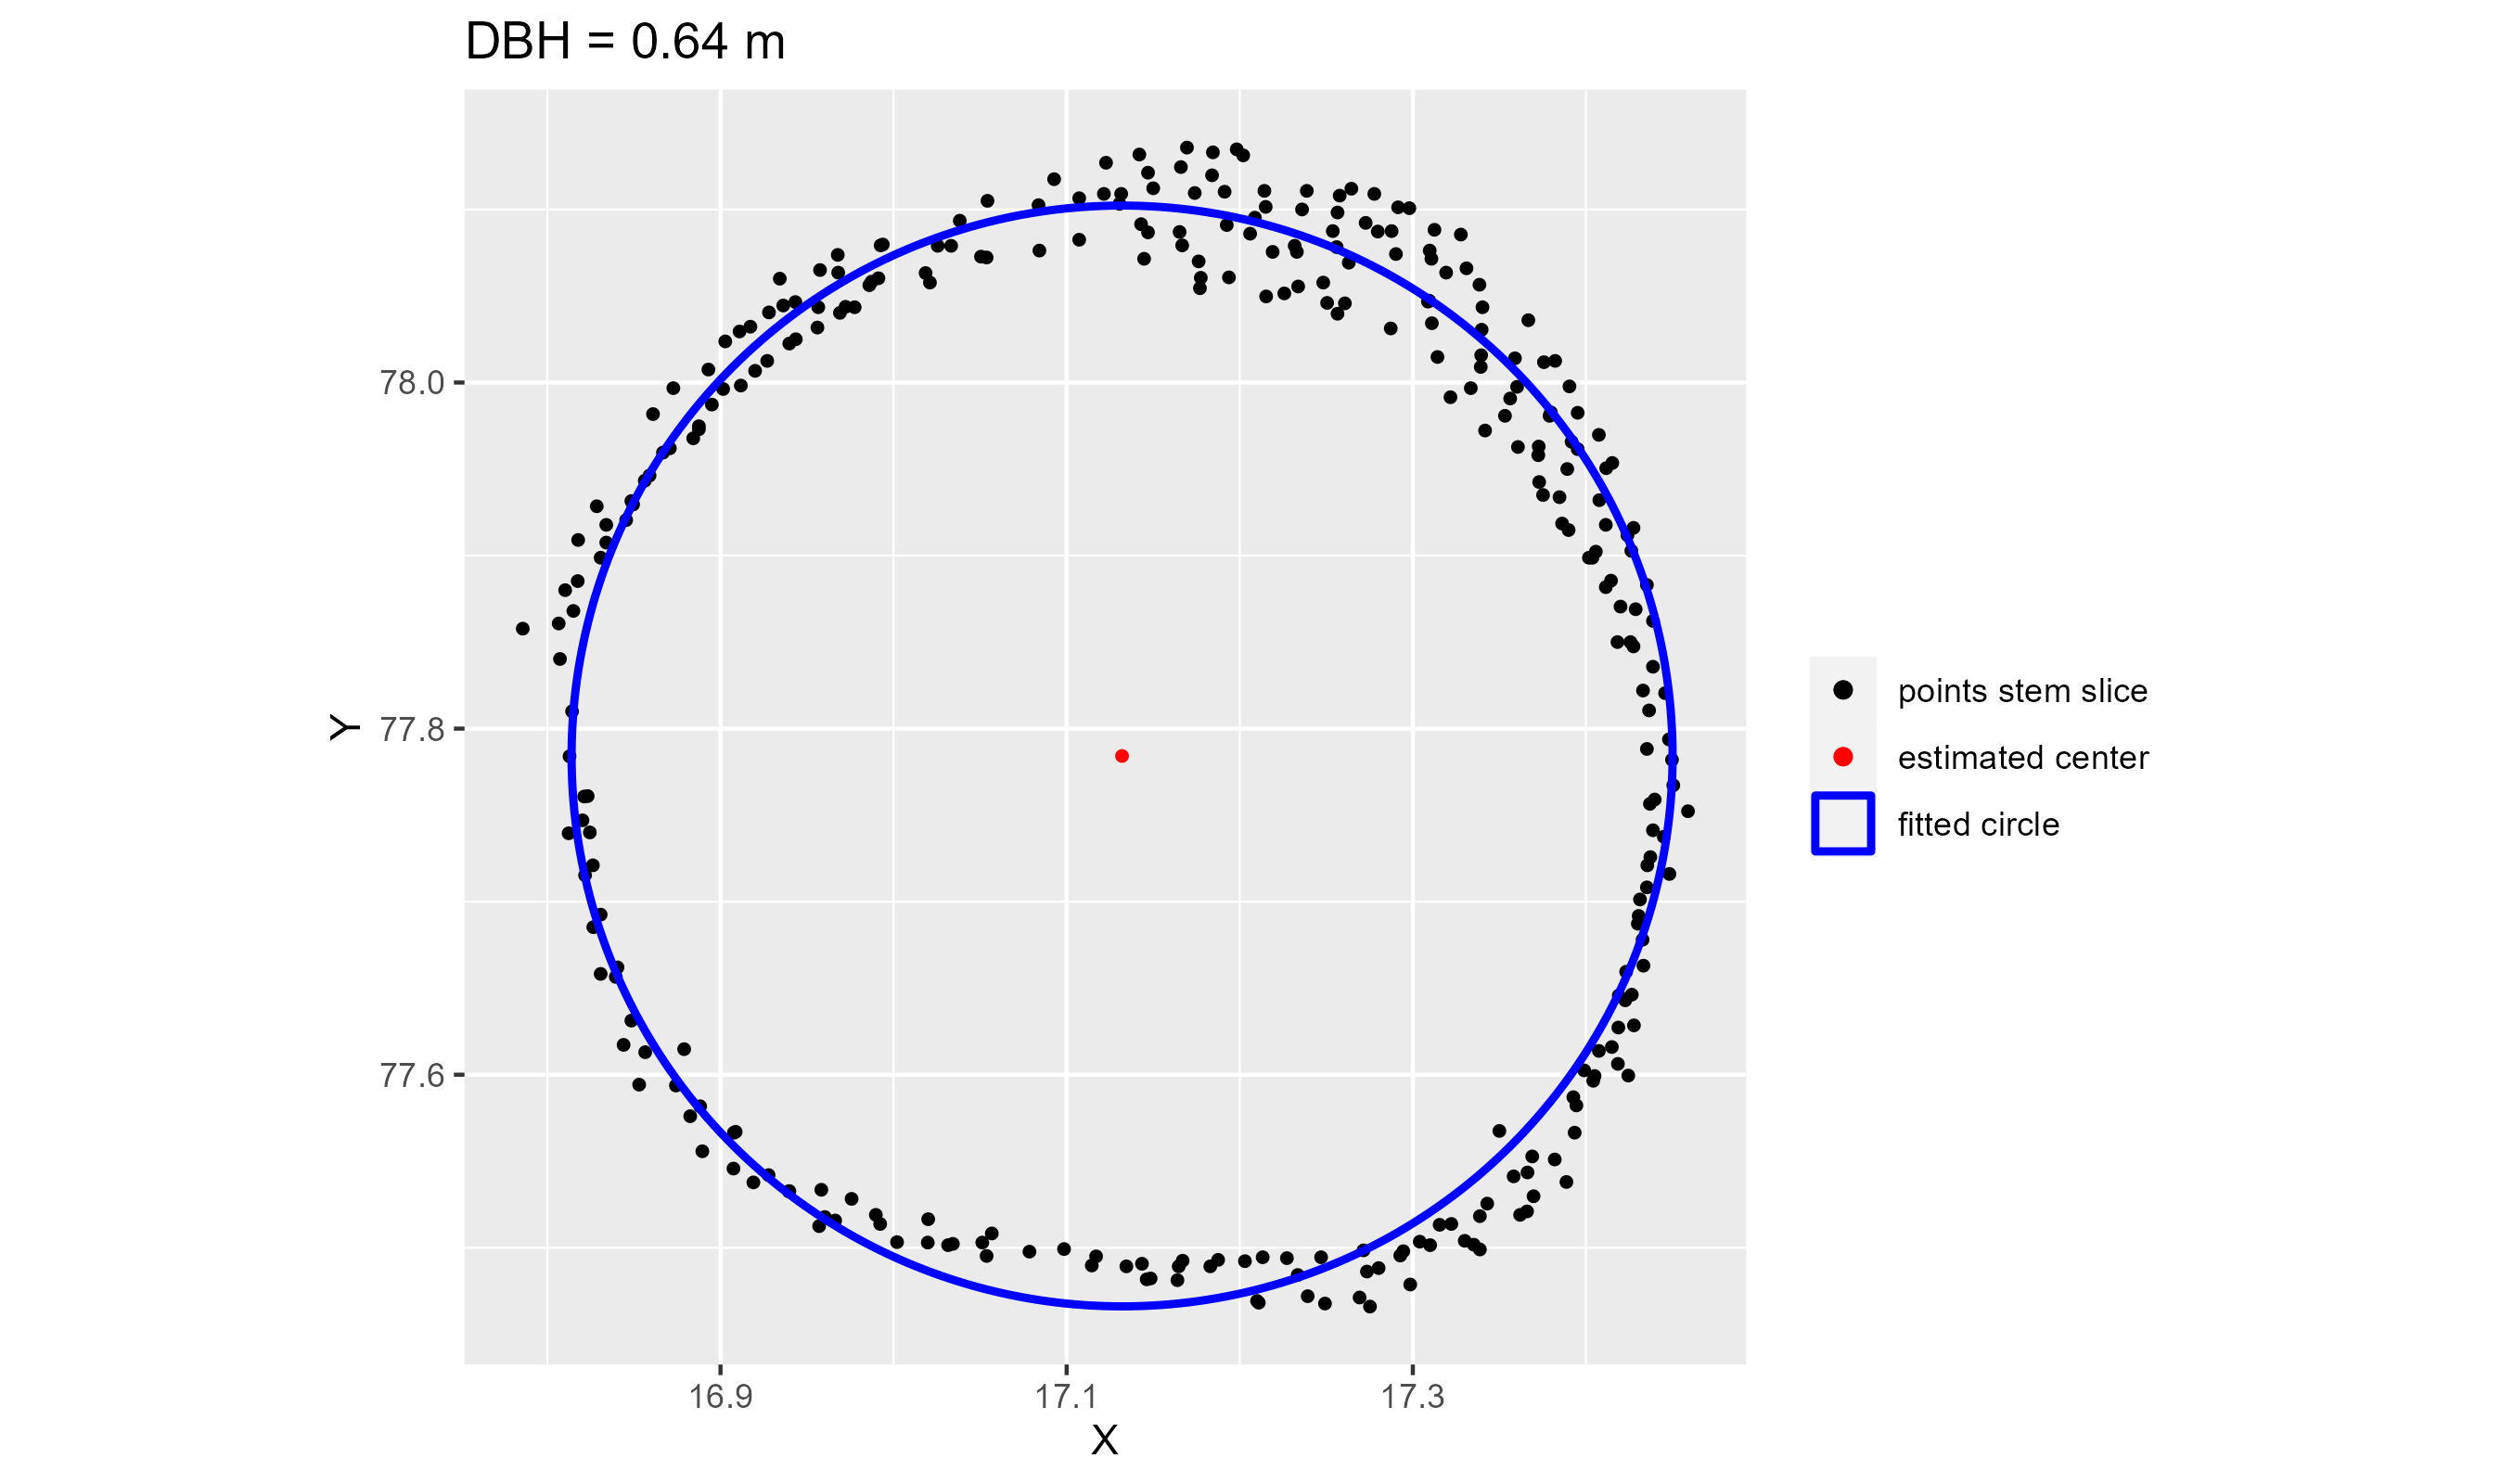 DBH = 0.64 m
78.0
77.8
77.6
Y
16.9 17.1 17.3
X
points stem slice
estimated center
fitted circle